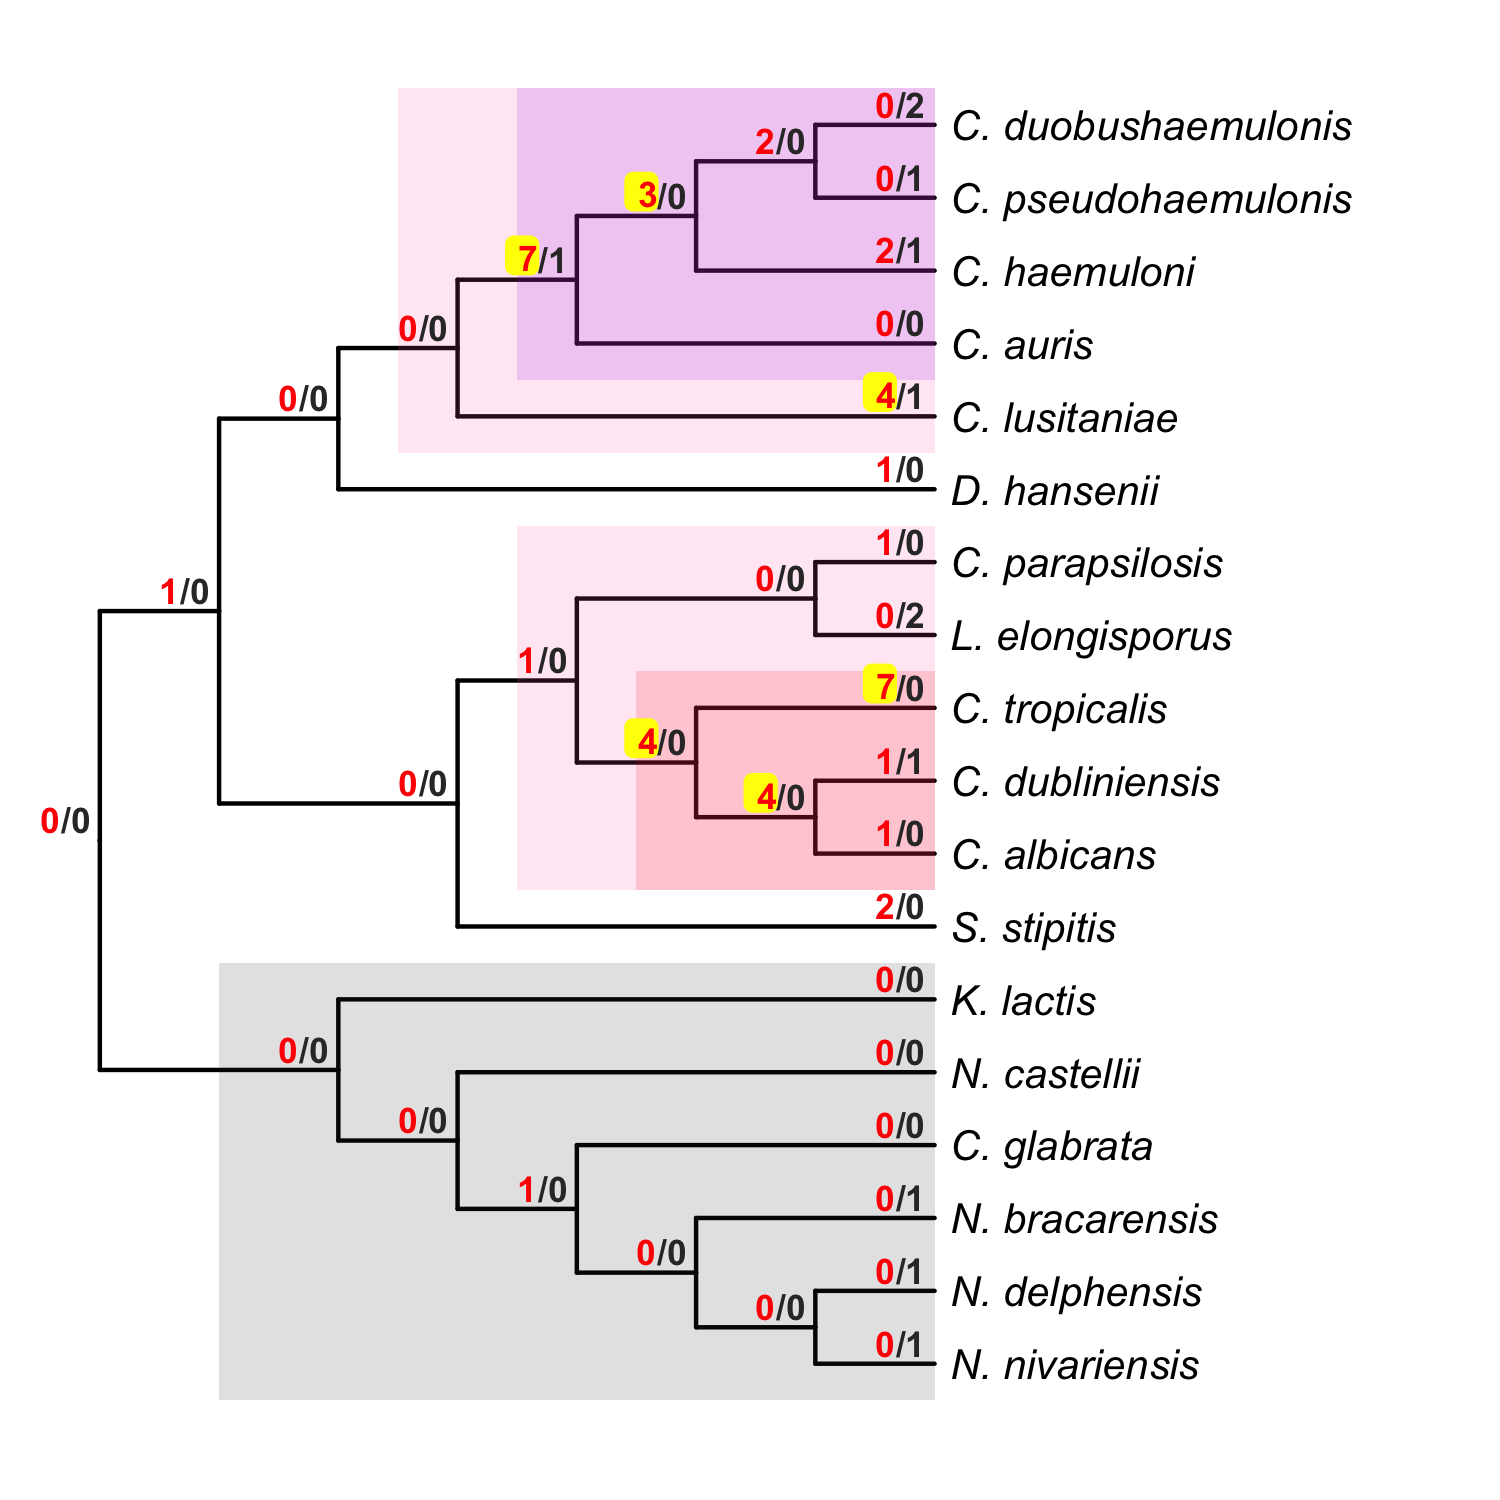 0/2
C. duobushaemulonis
2/0
0/1
C. pseudohaemulonis
3/0
2/1
C. haemuloni
7/1
0/0
C. auris
0/0
4/1
C. lusitaniae
0/0
1/0
D. hansenii
1/0
1/0
C. parapsilosis
0/0
0/2
L. elongisporus
1/0
7/0
C. tropicalis
4/0
1/1
C. dubliniensis
0/0
4/0
0/0
1/0
C. albicans
2/0
S. stipitis
0/0
K. lactis
0/0
0/0
N. castellii
0/0
0/0
C. glabrata
1/0
0/1
N. bracarensis
0/0
0/1
N. delphensis
0/0
0/1
N. nivariensis